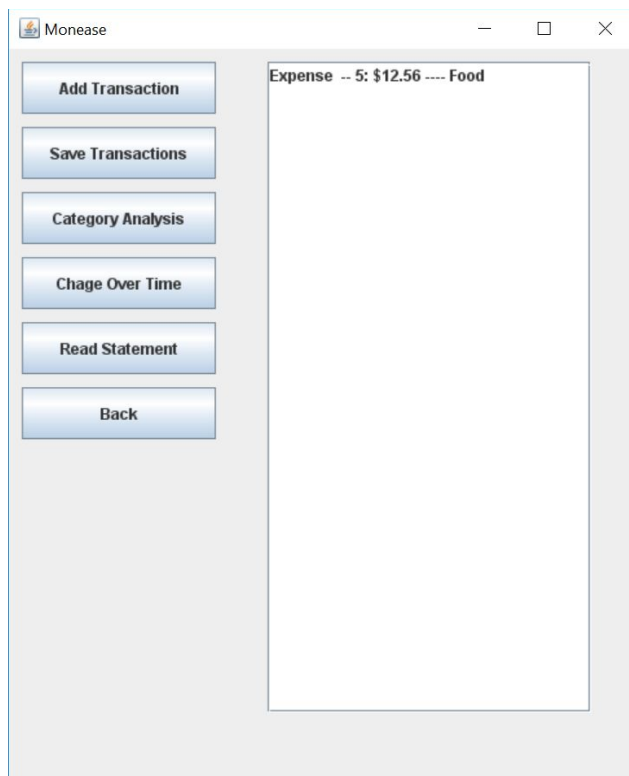 Monease
Add Transaction
Save Transactions
Category Analysis
Chage Over Time
Read Statement
Back
Expense -- 5: $12.56 ---- Food